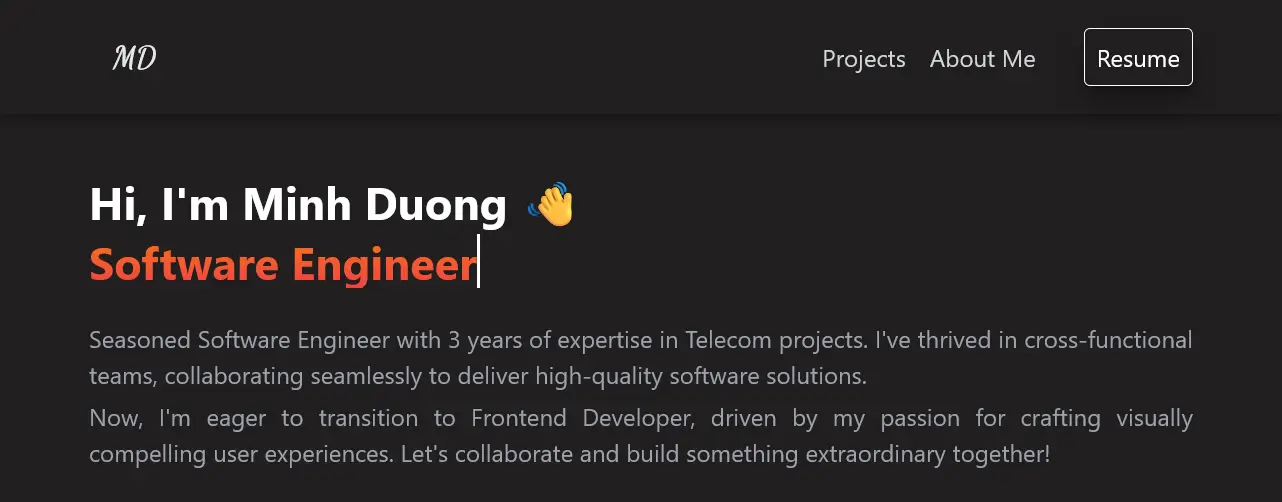 MD
Projects About Me Resume
Hi, I'm Minh Duong 👋
Software Engineer
Seasoned Software Engineer with 3 years of expertise in Telecom projects. I've thrived in cross-functional
teams, collaborating seamlessly to deliver high-quality software solutions.
Now, I'm eager to transition to Frontend Developer, driven by my passion for crafting visually
compelling user experiences. Let's collaborate and build something extraordinary together!